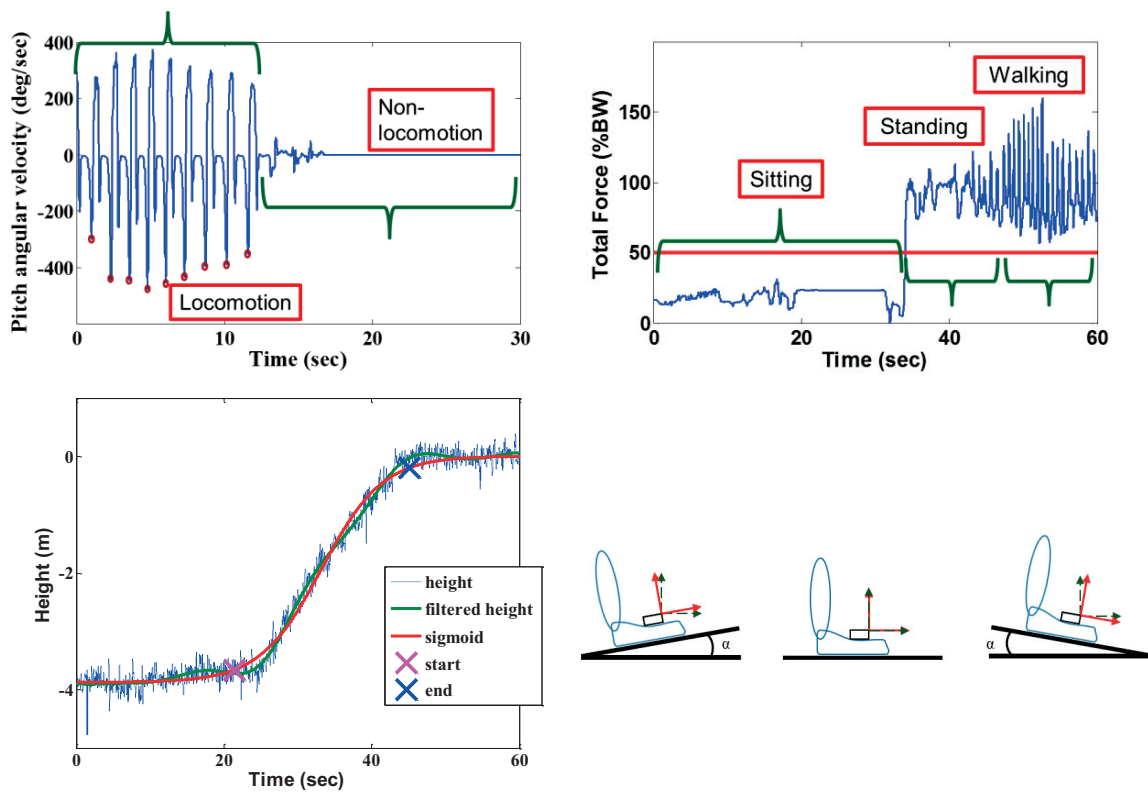 Pitch angular velocity (deg/sec)
400
200
0
-200
-400
Non-
locomotion
Locomotion
0
10
20
30
Time (sec)
Total Force (%BW)
150
100
50
0
Sitting
Standing
Walking
0
20
40
60
Time (sec)
Height (m)
0
-2
-4
height
filtered height
sigmoid
start
end
0
20
40
60
Time (sec)
α
α